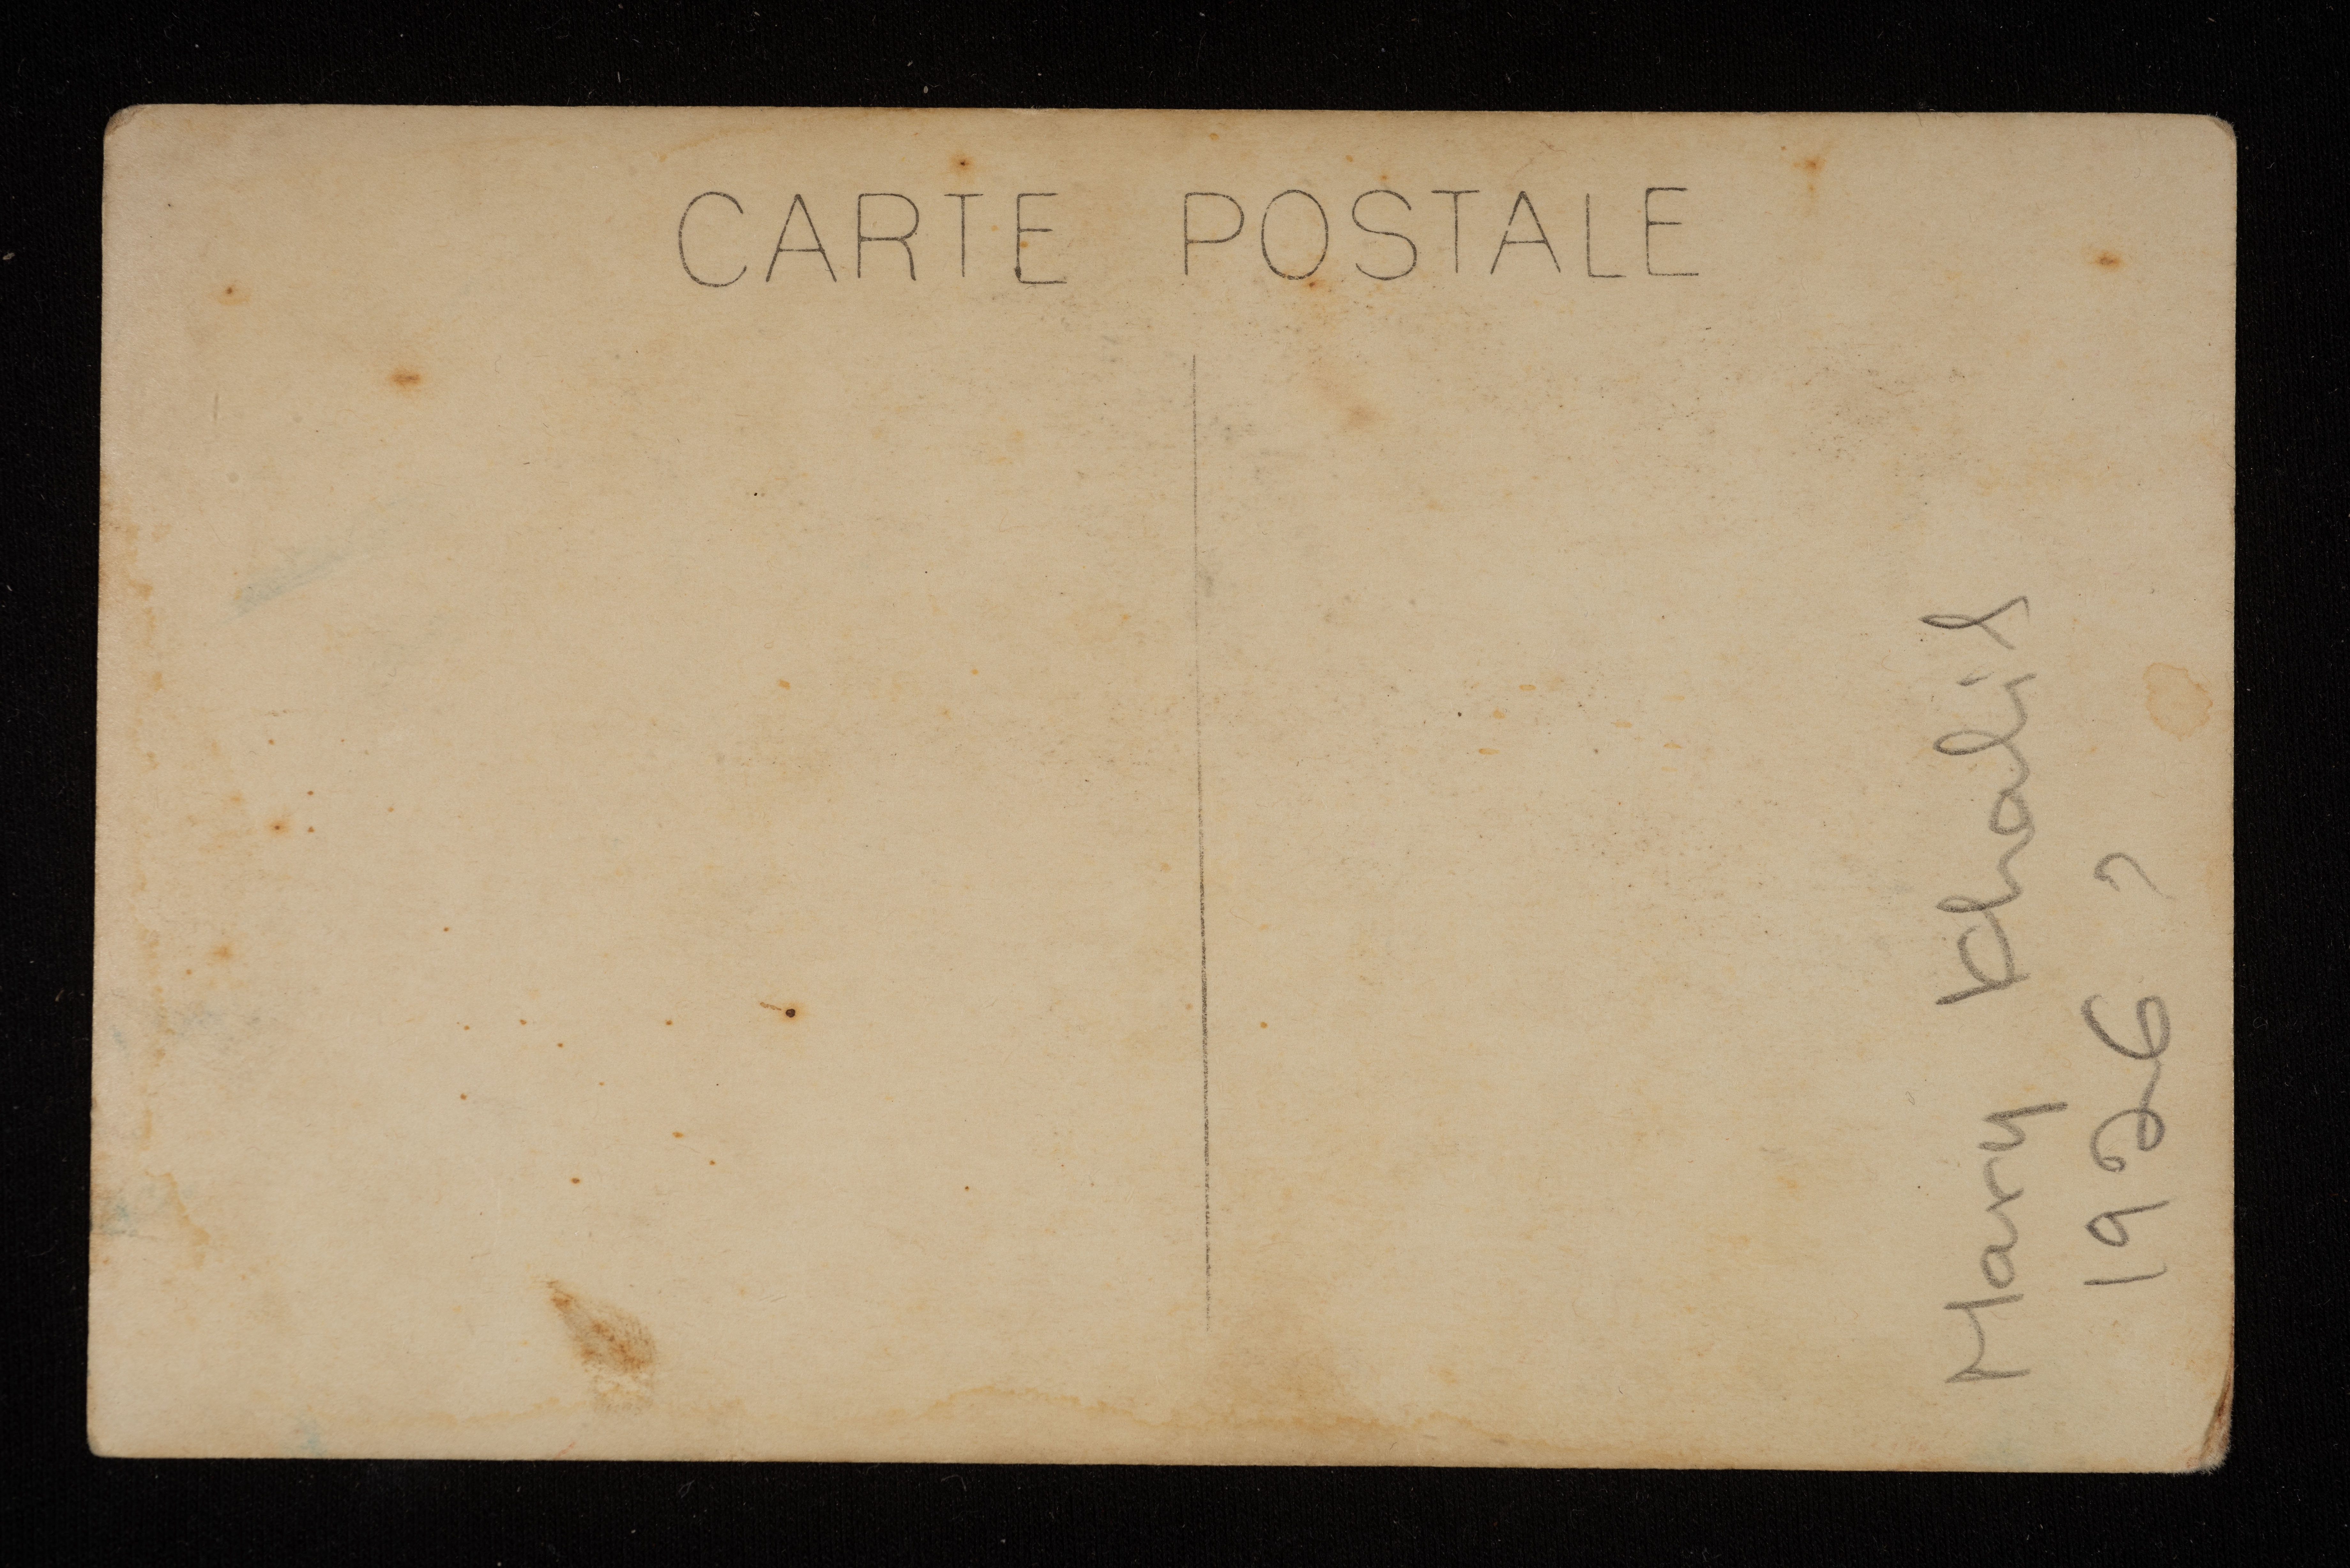 CARTE POSTALE
Mary Khalil
1926 ?